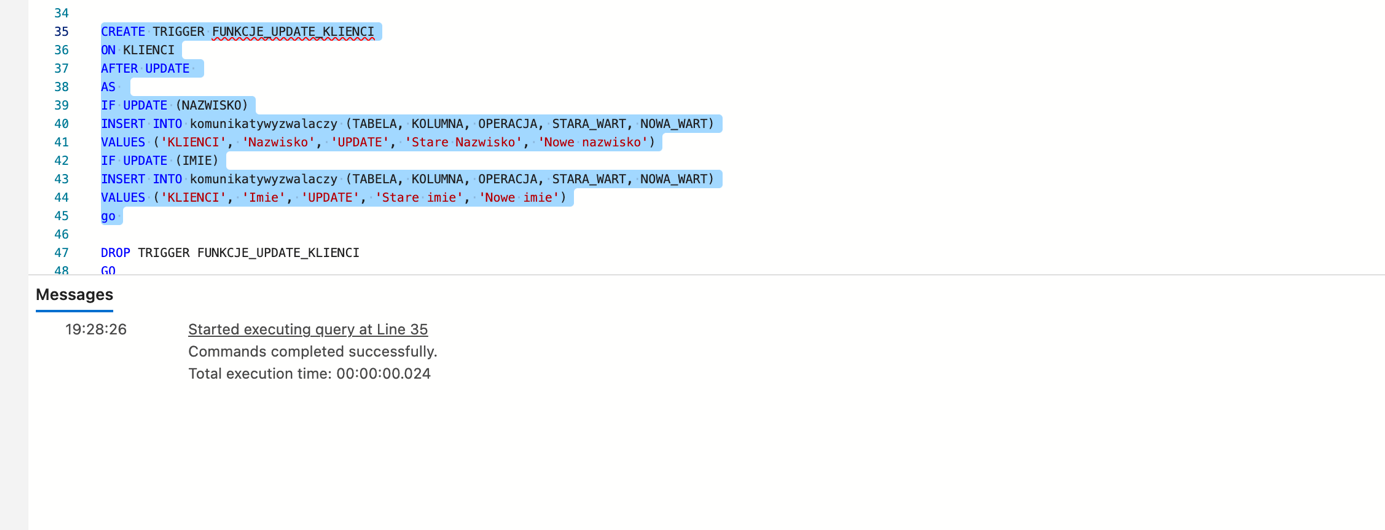 34
35 CREATE TRIGGER FUNKCJE_UPDATE_KLIENCI
36 ON KLIENCI
37 AFTER UPDATE
38 AS
39 IF UPDATE (NAZWISKO)
40 INSERT INTO komunikatywyzwalaczy (TABELA, KOLUMNA, OPERACJA, STARA_WART, NOWA_WART)
41 VALUES ('KLIENCI', 'Nazwisko', 'UPDATE', 'Stare Nazwisko', 'Nowe nazwisko')
42 IF UPDATE (IMIE)
43 INSERT INTO komunikatywyzwalaczy (TABELA, KOLUMNA, OPERACJA, STARA_WART, NOWA_WART)
44 VALUES ('KLIENCI', 'Imie', 'UPDATE', 'Stare imie', 'Nowe imie')
45 go
46
47 DROP TRIGGER FUNKCJE_UPDATE_KLIENCI
48 GO
Messages
19:28:26 Started executing query at Line 35
Commands completed successfully.
Total execution time: 00:00:00.024